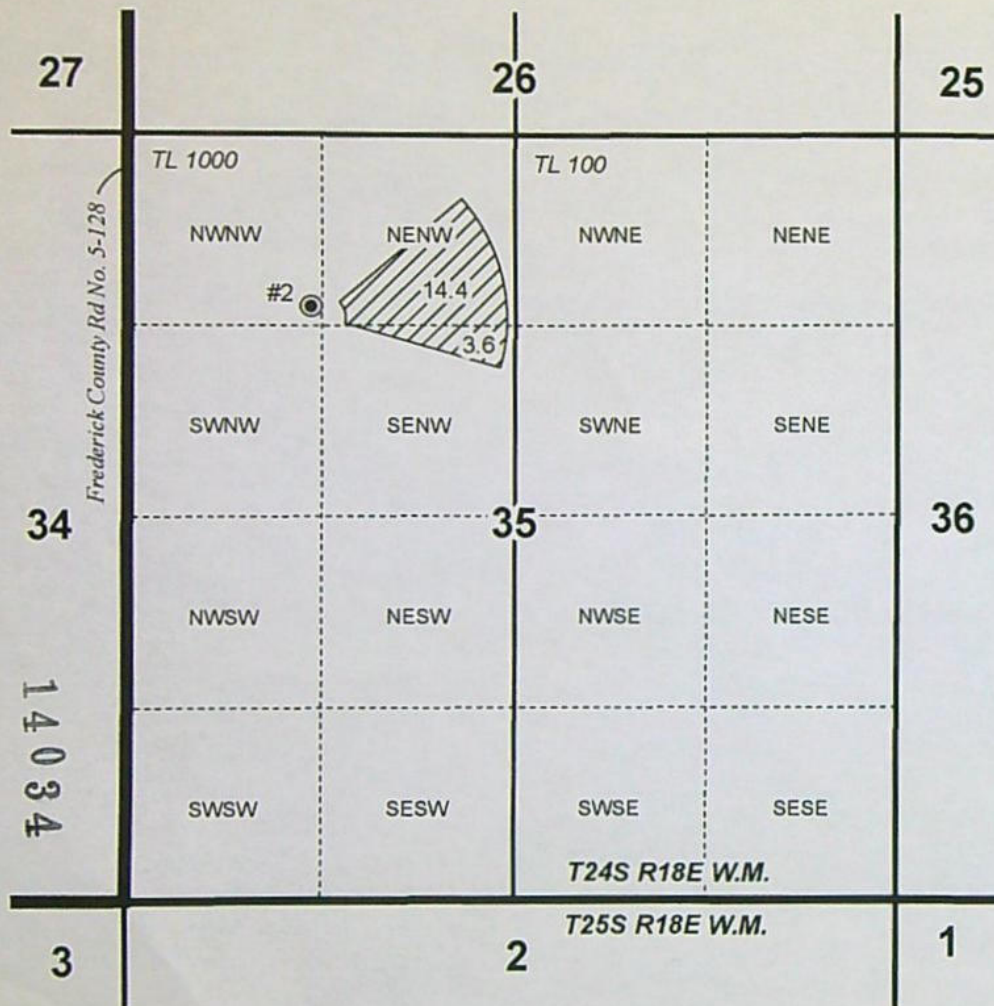 27 26 25
TL 1000 TL 100
Frederick County Rd No. 5-128
NWNW NENW NWNE NENE
#2 14.4
3.6
SWNW SENW SWNE SENE
34 35 36
NWSW NESW NWSE NESE
14034
SWSW SESW SWSE SESE
T24S R18E W.M.
T25S R18E W.M.
3 2 1